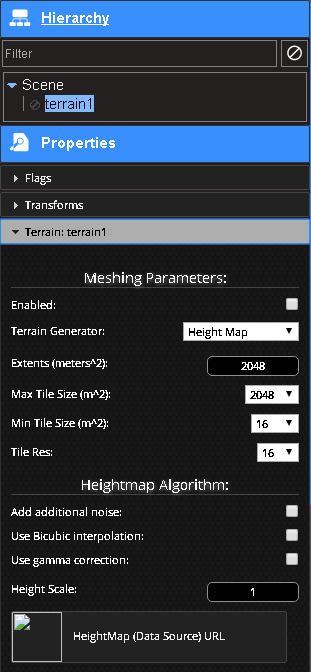 Hierarchy
Filter
Scene
terrain1
Properties
Flags
Transforms
Terrain: terrain1
Meshing Parameters:
Enabled:
Terrain Generator: Height Map
Extents (meters^2): 2048
Max Tile Size (m^2): 2048
Min Tile Size (m^2): 16
Tile Res: 16
Heightmap Algorithm:
Add additional noise:
Use Bicubic interpolation:
Use gamma correction:
Height Scale: 1
HeightMap (Data Source) URL